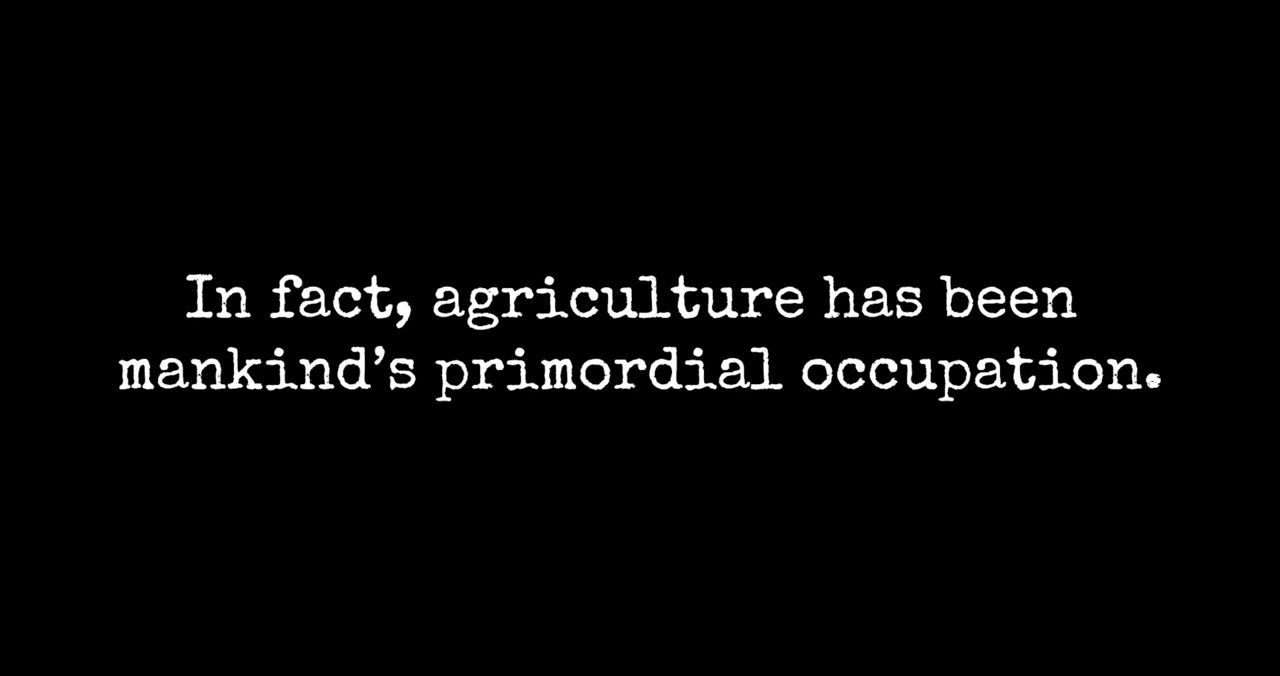 In fact, agriculture has been
mankind’s primordial occupation.